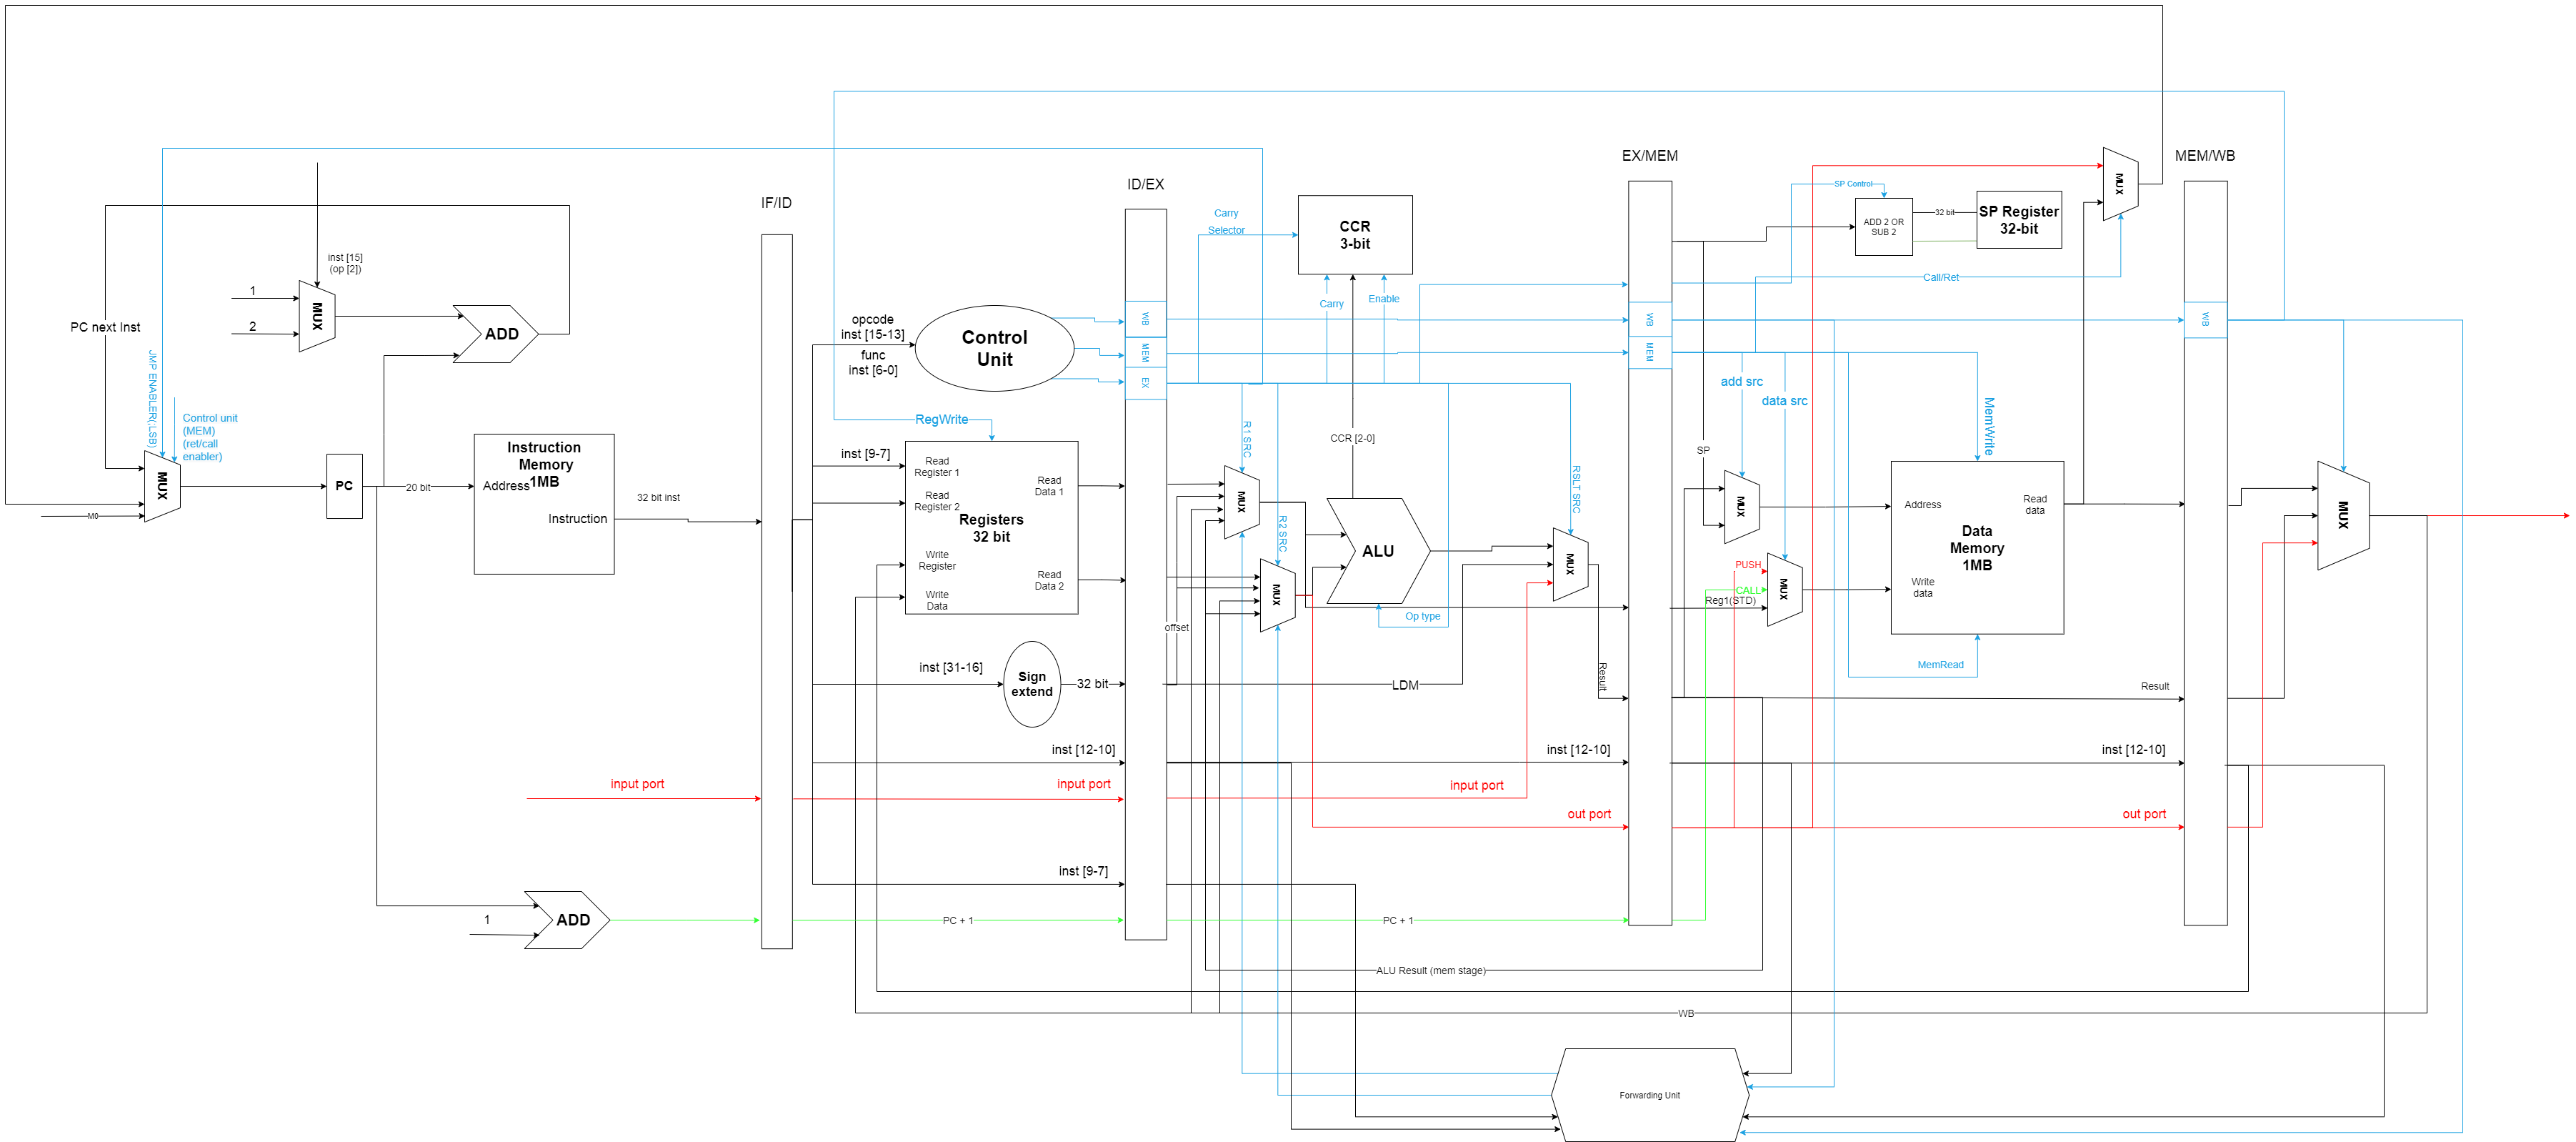 EX/MEM
MEM/WB
ID/EX
IF/ID
MUX
SP Control
ADD 2 OR
SUB 2
32 bit
SP Register
32-bit
Carry
Selector
CCR
3-bit
Call/Ret
inst [15]
(op [2])
1
2
MUX
ADD
PC next Inst
JMP ENABLER(;LSB)
Control unit
(MEM)
(ret/call
enabler)
MUX
M0
PC
20 bit
Instruction
Memory
1MB
Address
Instruction
32 bit inst
opcode
inst [15-13]
func
inst [6-0]
Control
Unit
WB
MEM
EX
Carry
Enable
WB
MEM
WB
RegWrite
inst [9-7]
Read
Register 1
Read
Register 2
Registers
32 bit
Write
Register
Write
Data
Read
Data 1
Read
Data 2
R1 SRC
R2 SRC
MUX
MUX
CCR [2-0]
ALU
Op type
RSLT SRC
MUX
Result
add src
data src
MemWrite
SP
MUX
PUSH
CALL
Reg1(STD)
MUX
Address
Read
data
Data
Memory
1MB
Write
data
MemRead
MUX
offset
inst [31-16]
Sign
extend
32 bit
LDM
Result
inst [12-10]
inst [12-10]
inst [12-10]
input port
input port
input port
out port
out port
inst [9-7]
1
ADD
PC + 1
PC + 1
ALU Result (mem stage)
WB
Forwarding Unit